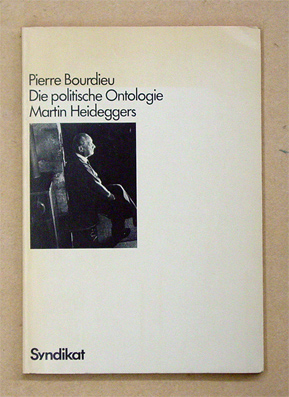 Pierre Bourdieu
Die politische Ontologie
Martin Heideggers
Syndikat